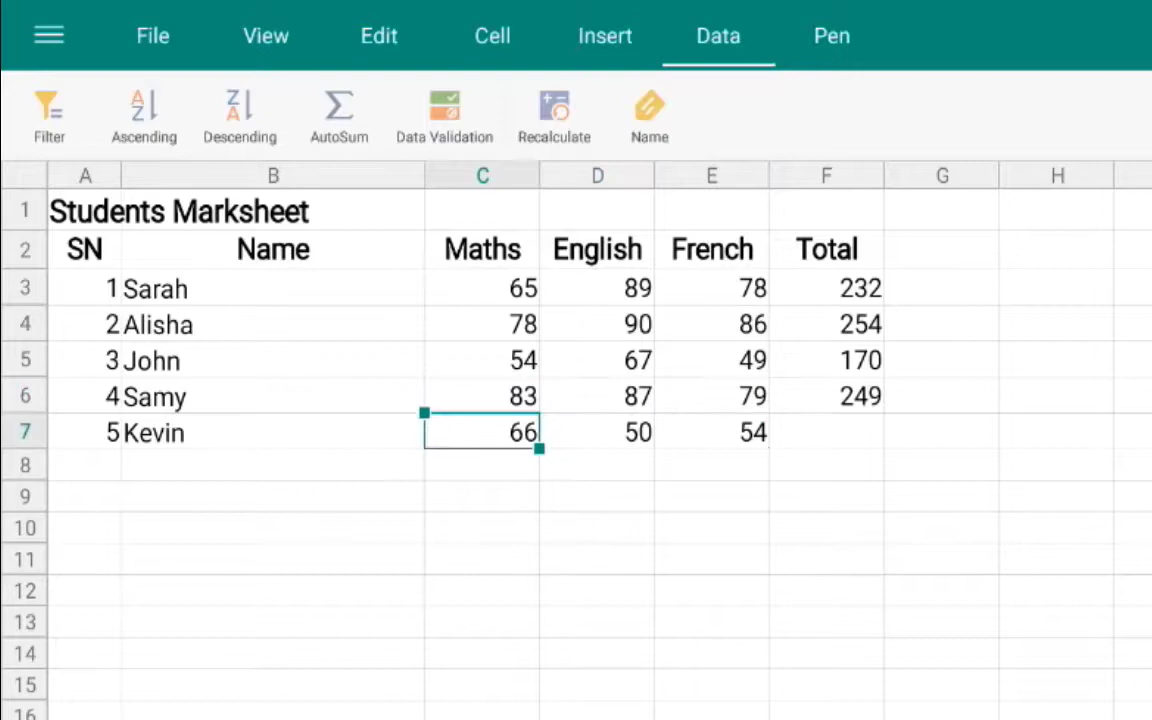 File View Edit Cell Insert Data Pen
Filter Ascending Descending AutoSum Data Validation Recalculate Name
A B C D E F G H
1 Students Marksheet
2 SN Name Maths English French Total
3 1 Sarah 65 89 78 232
4 2 Alisha 78 90 86 254
5 3 John 54 67 49 170
6 4 Samy 83 87 79 249
7 5 Kevin 66 50 54
8
9
10
11
12
13
14
15
16